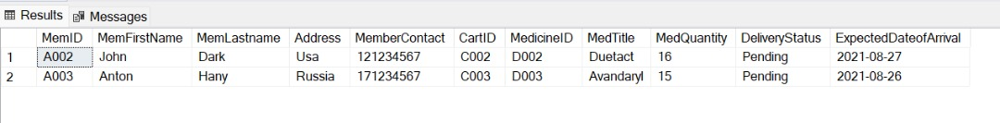 Results Messages
MemID MemFirstName MemLastname Address MemberContact CartID MedicineID MedTitle MedQuantity DeliveryStatus ExpectedDateofArrival
1 A002 John Dark Usa 121234567 C002 D002 Duetact 16 Pending 2021-08-27
2 A003 Anton Hany Russia 171234567 C003 D003 Avandaryl 15 Pending 2021-08-26